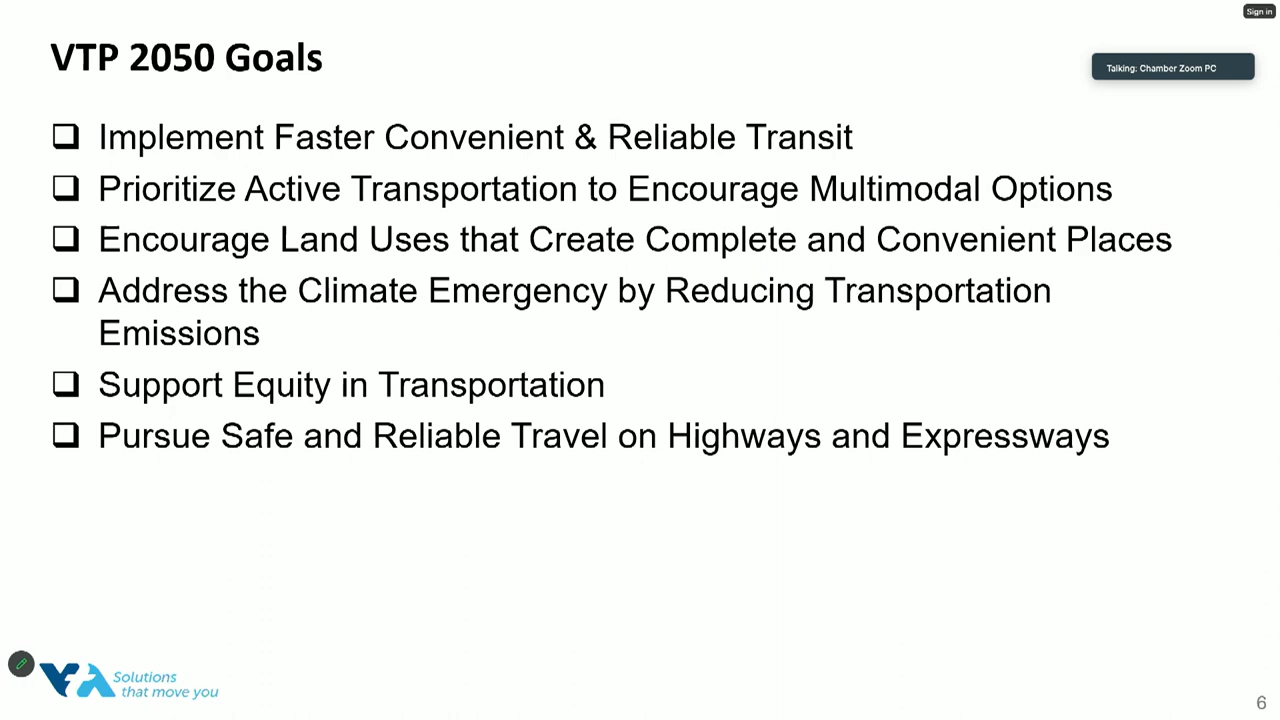 Sign in
VTP 2050 Goals
Talking: Chamber Zoom PC
Implement Faster Convenient & Reliable Transit
Prioritize Active Transportation to Encourage Multimodal Options
Encourage Land Uses that Create Complete and Convenient Places
Address the Climate Emergency by Reducing Transportation
Emissions
Support Equity in Transportation
Pursue Safe and Reliable Travel on Highways and Expressways
VTA
Solutions
that move you
6